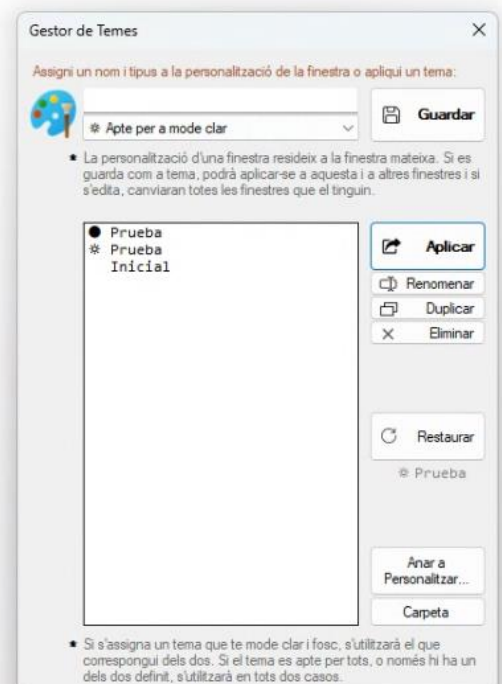 Gestor de Temes
Assigni un nom i tipus a la personalització de la finestra o apliqui un tema:
Apte per a mode clar
Guardar
* La personalització d'una finestra resideix a la finestra mateixa. Si es
guarda com a tema, podrà aplicar-se a aquesta i a altres finestres i si
s'edita, canviaran totes les finestres que el tinguin.
Prueba
Prueba
Inicial
Aplicar
Renomenar
Duplicar
Eliminar
Restaurar
Prueba
Anar a
Personalitzar...
Carpeta
* Si s'assigna un tema que te mode clar i fosc, s'utilitzarà el que
correspongui dels dos. Si el tema es apte per tots, o només hi ha un
dels dos definit, s'utilitzarà en tots dos casos.